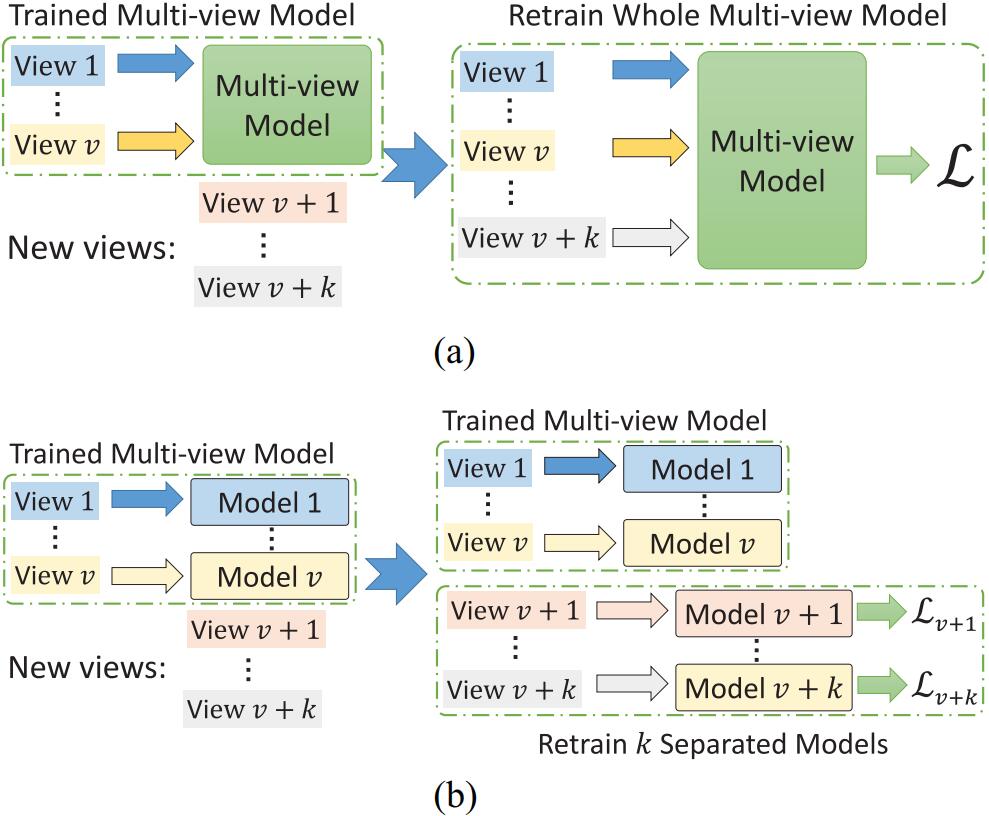 Trained Multi-view Model
View 1
⋮
View v
Multi-view
Model
New views:
View v + 1
⋮
View v + k
Retrain Whole Multi-view Model
View 1
⋮
View v
⋮
View v + k
Multi-view
Model
ℒ
(a)
Trained Multi-view Model
View 1
⋮
View v
Model 1
⋮
Model v
New views:
View v + 1
⋮
View v + k
Trained Multi-view Model
View 1
⋮
View v
Model 1
⋮
Model v
View v + 1
⋮
View v + k
Model v + 1
⋮
Model v + k
ℒv+1
ℒv+k
Retrain k Separated Models
(b)